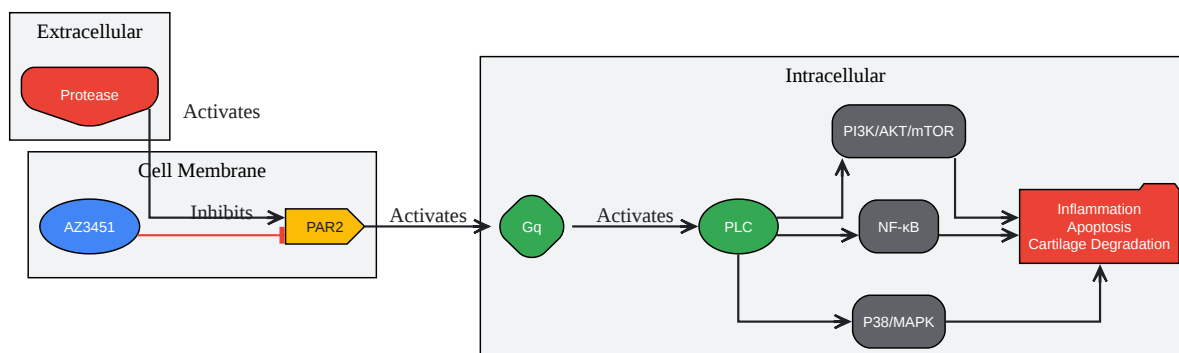 Extracellular
Protease
Activates
Cell Membrane
AZ3451
Inhibits
PAR2
Activates
Intracellular
Gq
Activates
PLC
PI3K/AKT/mTOR
NF-κB
P38/MAPK
Inflammation
Apoptosis
Cartilage Degradation